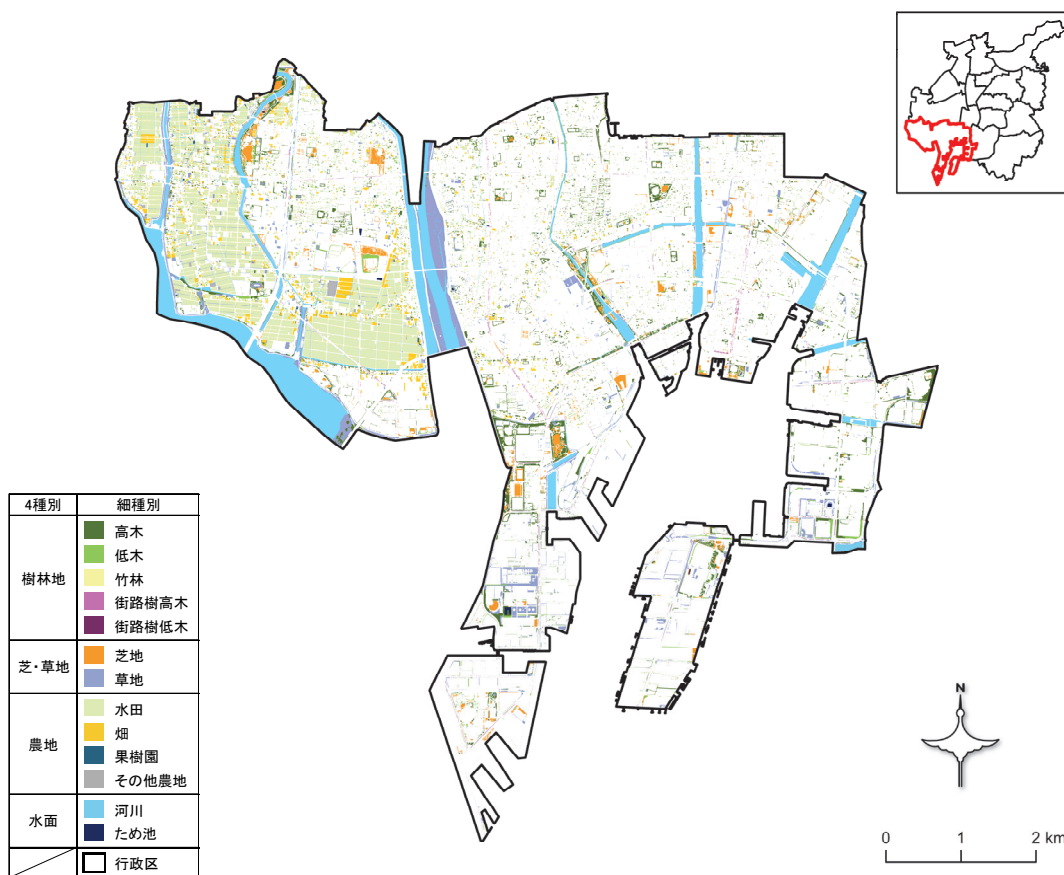 4種別 細種別
樹林地
高木
低木
竹林
街路樹高木
街路樹低木
芝・草地
芝地
草地
農地
水田
畑
果樹園
その他農地
水面
河川
ため池
行政区
N
0 1 2 km